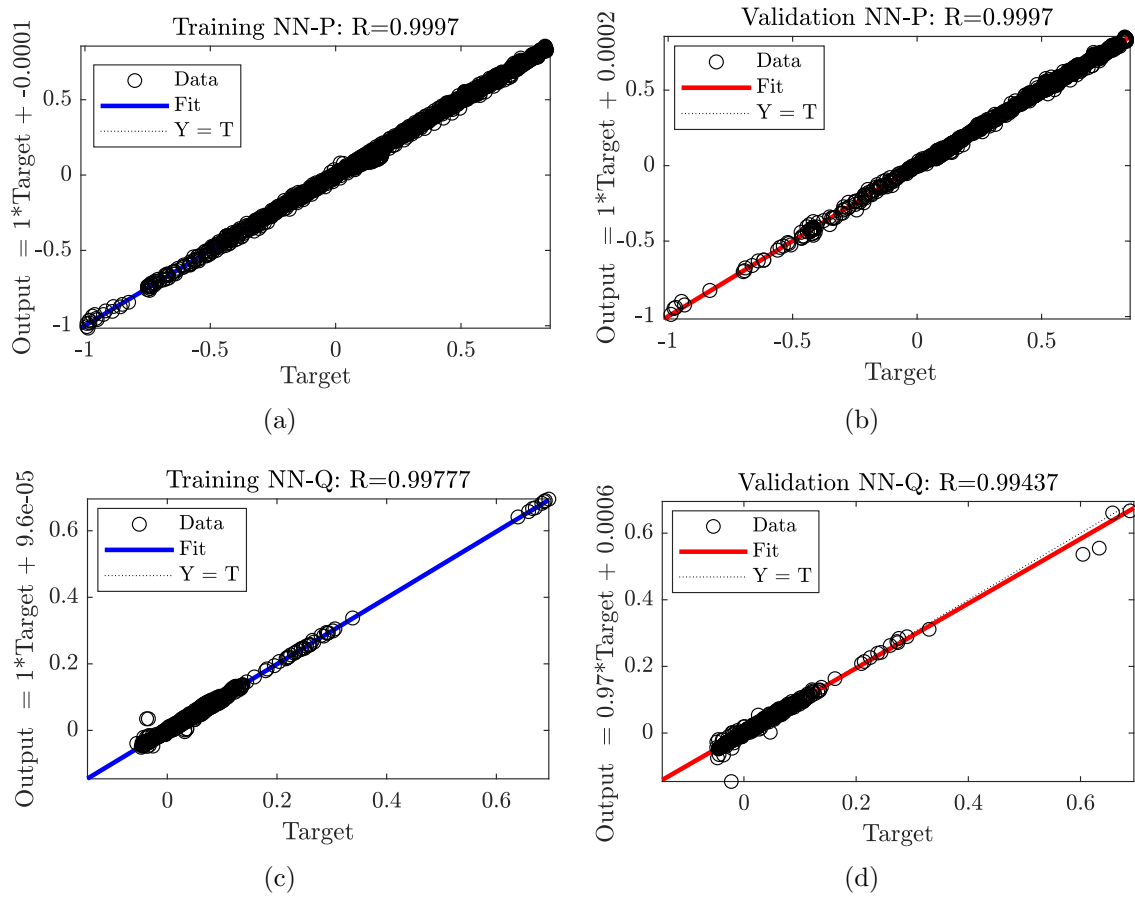 Training NN-P: R=0.9997
Output = 1*Target + -0.0001
Data
Fit
Y = T
0.5
0
-0.5
-1
-1
-0.5
0
0.5
Target
(a)
Validation NN-P: R=0.9997
Output = 1*Target + 0.0002
Data
Fit
Y = T
0.5
0
-0.5
-1
-1
-0.5
0
0.5
Target
(b)
Training NN-Q: R=0.99777
Output = 1*Target + 9.6e-05
Data
Fit
Y = T
0.6
0.4
0.2
0
0
0.2
0.4
0.6
Target
(c)
Validation NN-Q: R=0.99437
Output = 0.97*Target + 0.0006
Data
Fit
Y = T
0.6
0.4
0.2
0
0
0.2
0.4
0.6
Target
(d)